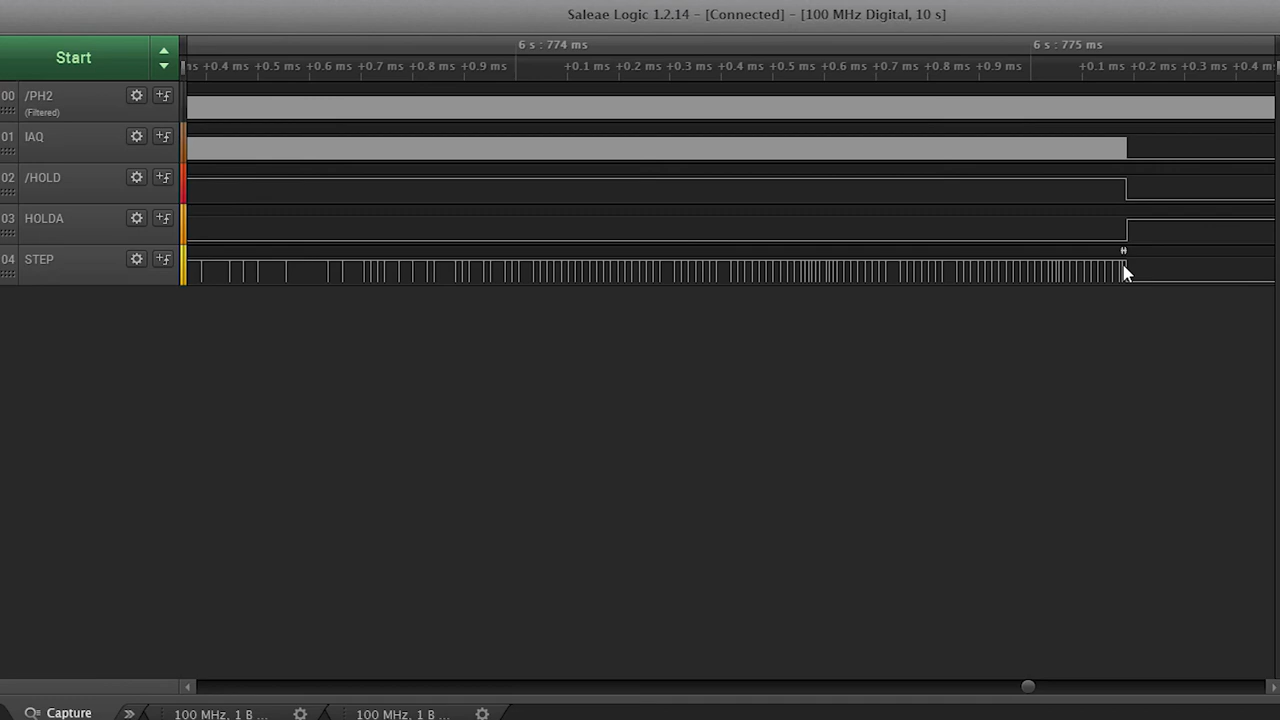 Saleae Logic 1.2.14 - [Connected] - [100 MHz Digital, 10 s]
Start
6 s : 774 ms
6 s : 775 ms
+0.4 ms +0.5 ms +0.6 ms +0.7 ms +0.8 ms +0.9 ms
+0.1 ms +0.2 ms +0.3 ms +0.4 ms +0.5 ms +0.6 ms +0.7 ms +0.8 ms +0.9 ms
+0.1 ms +0.2 ms +0.3 ms +0.4 m
00 /PH2
(Filtered)
01 IAQ
02 /HOLD
03 HOLDA
04 STEP
Capture
100 MHz, 1 B ...
100 MHz, 1 B ...